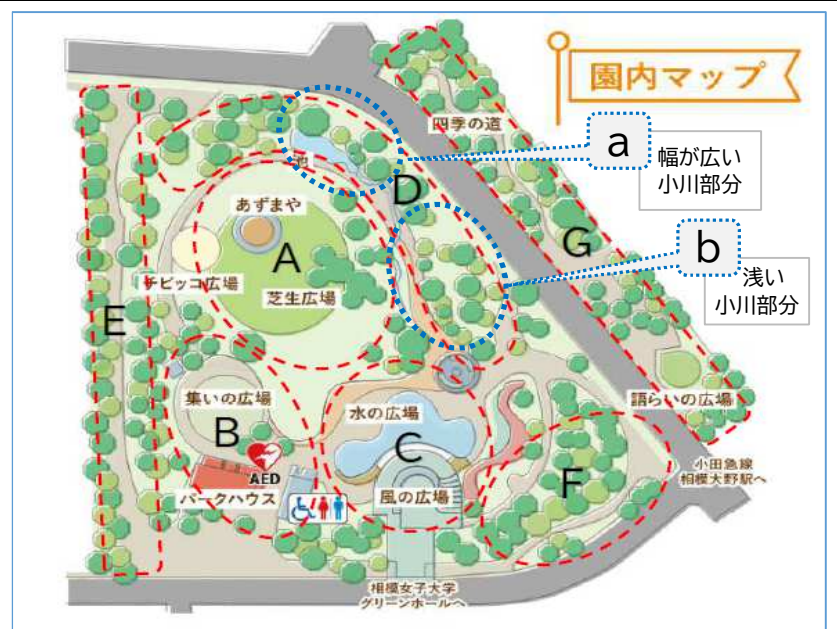 園内マップ
四季の道
a
幅が広い
小川部分
池
D
あずまや
A
G
b
浅い
小川部分
チビッコ広場
芝生広場
E
集いの広場
B
水の広場
C
語らいの広場
AED
パークハウス
風の広場
F
小田急線
相模大野駅へ
相模女子大学
グリーンホールへ